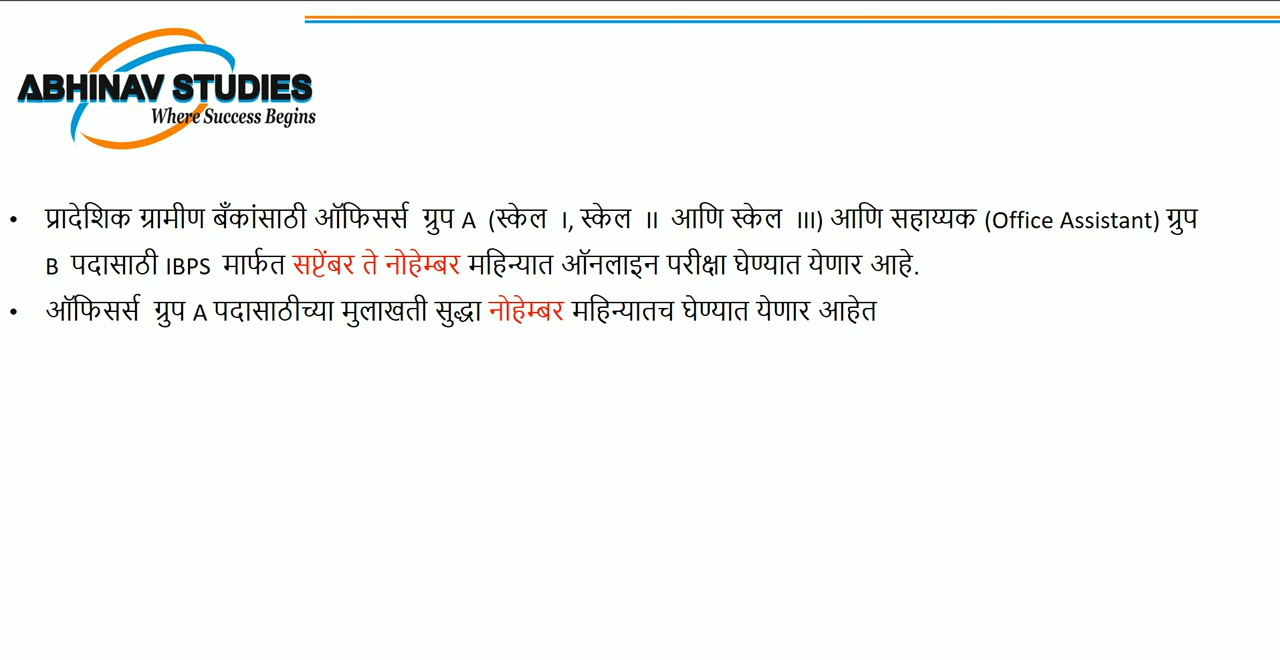 ABHINAV STUDIES
Where Success Begins
• प्रादेशिक ग्रामीण बँकांसाठी ऑफिसर्स ग्रुप A (स्केल I, स्केल II आणि स्केल III) आणि सहाय्यक (Office Assistant) ग्रुप
B पदासाठी IBPS मार्फत सप्टेंबर ते नोहेम्बर महिन्यात ऑनलाइन परीक्षा घेण्यात येणार आहे.
• ऑफिसर्स ग्रुप A पदासाठीच्या मुलाखती सुद्धा नोहेम्बर महिन्यातच घेण्यात येणार आहेत